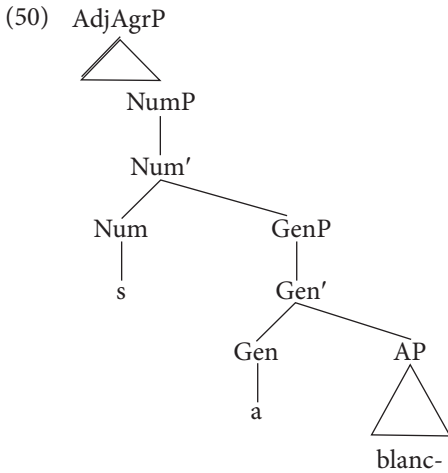 (50) AdjAgrP
NumP
Num′
Num GenP
s Gen′
Gen AP
a
blanc-